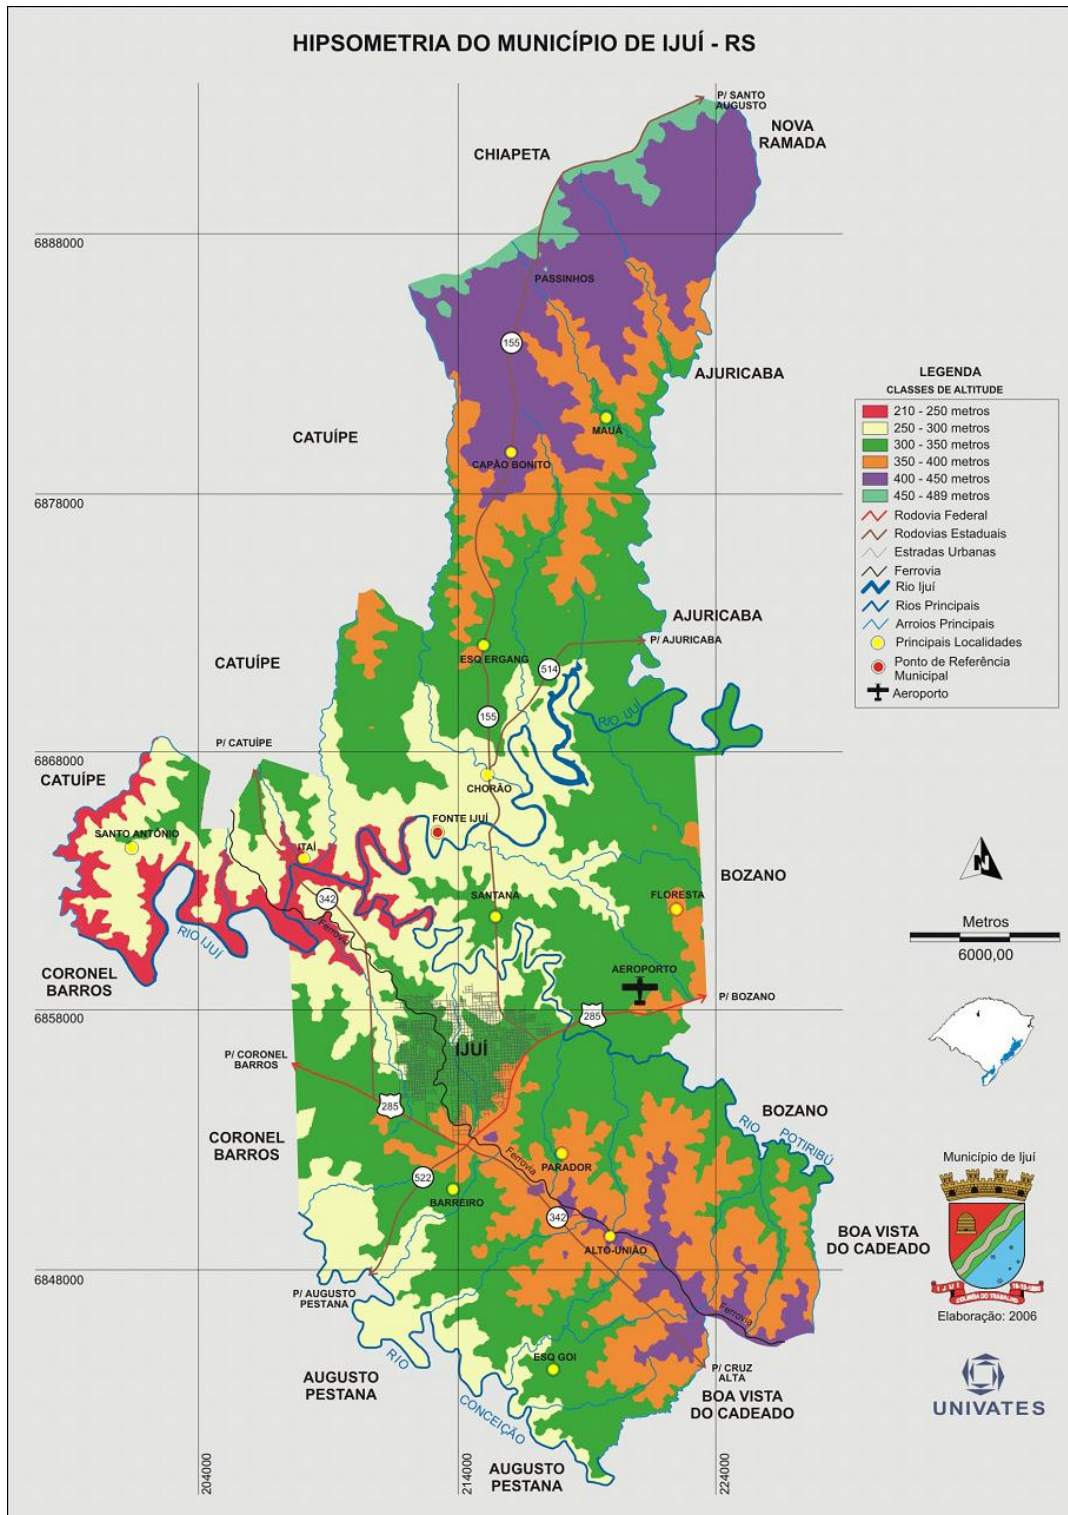 HIPSOMETRIA DO MUNICÍPIO DE IJUÍ - RS
P/ SANTO
AUGUSTO
NOVA
RAMADA
CHIAPETA
6888000
PASSINHOS
155
AJURICABA
CATUÍPE
MAUÁ
CAPÃO BONITO
6878000
LEGENDA
CLASSES DE ALTITUDE
210 - 250 metros
250 - 300 metros
300 - 350 metros
350 - 400 metros
400 - 450 metros
450 - 489 metros
Rodovia Federal
Rodovias Estaduais
Estradas Urbanas
Ferrovia
Rio Ijuí
Rios Principais
Arroios Principais
Principais Localidades
Ponto de Referência
Municipal
Aeroporto
AJURICABA
P/ AJURICABA
ESQ ERGANG
CATUÍPE
514
155
RIO IJUÍ
P/ CATUÍPE
6868000
CATUÍPE
CHORÃO
FONTE IJUÍ
SANTO ANTÔNIO
ITAÍ
BOZANO
342
SANTANA
FLORESTA
Ferroviu
RIO IJUÍ
CORONEL
BARROS
AEROPORTO
P/ BOZANO
6858000
285
IJUÍ
P/ CORONEL
BARROS
285
BOZANO
RIO
POTIRIBÚ
CORONEL
BARROS
Ferrovia
PARADOR
522
BARREIRO
342
ALTO-UNIÃO
BOA VISTA
DO CADEADO
6848000
P/ AUGUSTO
PESTANA
Ferrovia
RIO
ESQ GOI
P/ CRUZ
ALTA
AUGUSTO
PESTANA
BOA VISTA
DO CADEADO
CONCEIÇÃO
AUGUSTO
PESTANA
204000
214000
224000
N
Metros
6000,00
Município de Ijuí
IJUÍ
COLMÉIA DO TRABALHO
Elaboração: 2006
UNIVATES